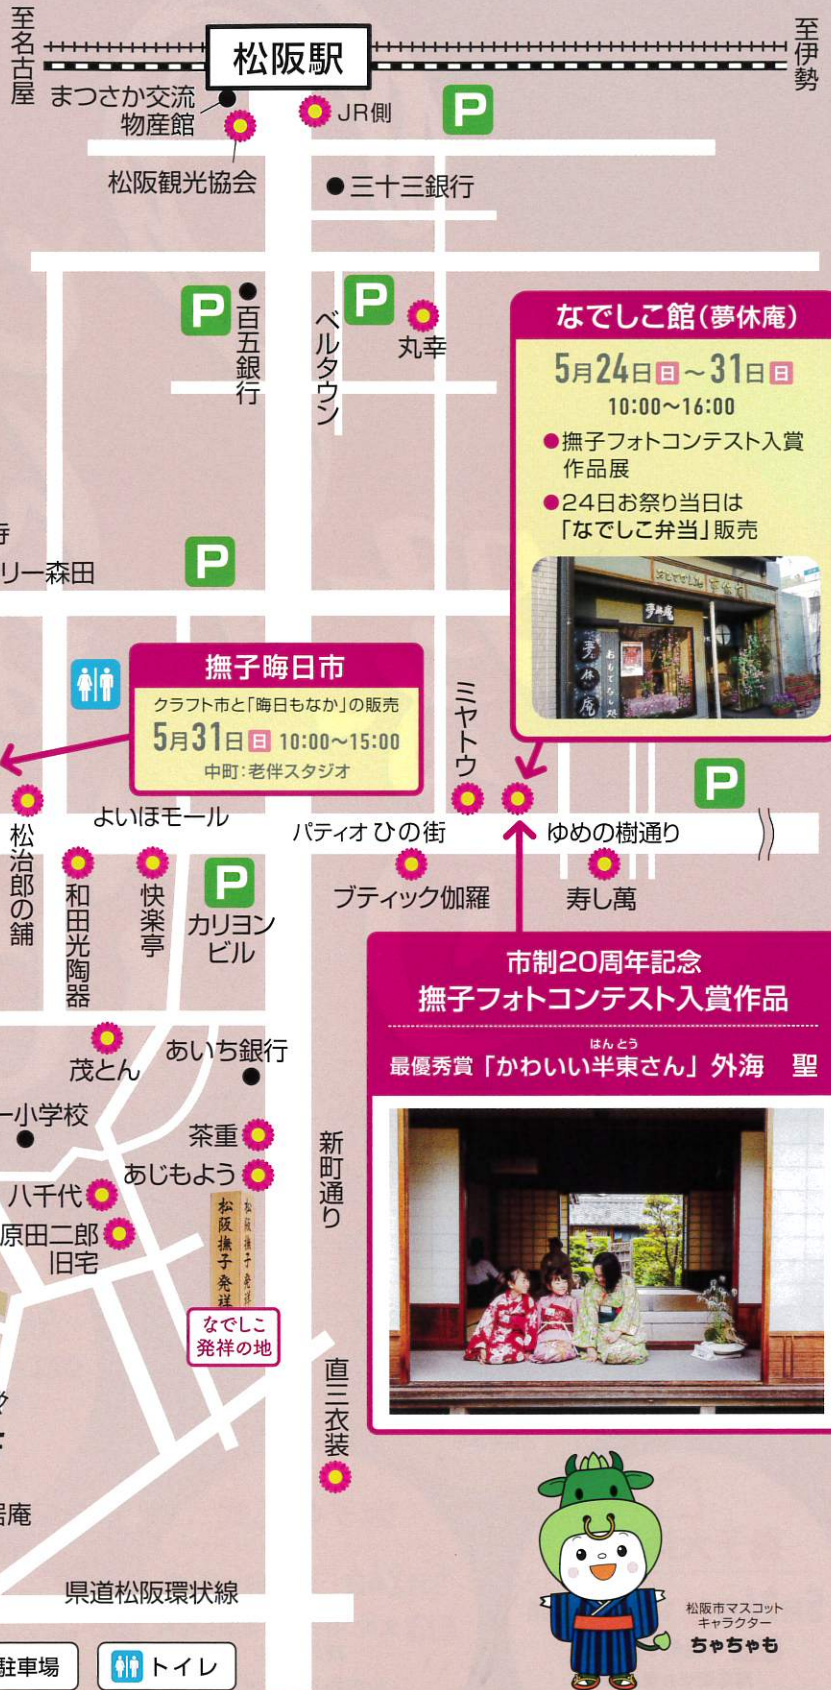 至名古屋
松阪駅
至伊勢
まつさか交流
物産館
JR側
P
松阪観光協会
三十三銀行
P
百五銀行
ベルタウン
P
丸幸
なでしこ館(夢休庵)
5月24日日~31日日
10:00~16:00
●撫子フォトコンテスト入賞
作品展
●24日お祭り当日は
「なでしこ弁当」販売
夢休庵
リー森田
P
撫子晦日市
クラフト市と「晦日もなか」の販売
5月31日日 10:00~15:00
中町:老伴スタジオ
ミヤトウ
P
よいほモール
パティオ ひの街
ゆめの樹通り
松治郎の舗
和田光陶器
快楽亭
P
カリヨン
ビル
ブティック伽羅
寿し萬
市制20周年記念
撫子フォトコンテスト入賞作品
はんとう
最優秀賞「かわいい半東さん」外海 聖
茂とん
あいち銀行
小学校
茶重
あじもよう
新町通り
八千代
原田二郎
旧宅
松阪撫子発祥
松阪撫子発祥
なでしこ
発祥の地
直三衣装
庵
県道松阪環状線
駐車場
トイレ
松阪市マスコット
キャラクター
ちゃちゃも